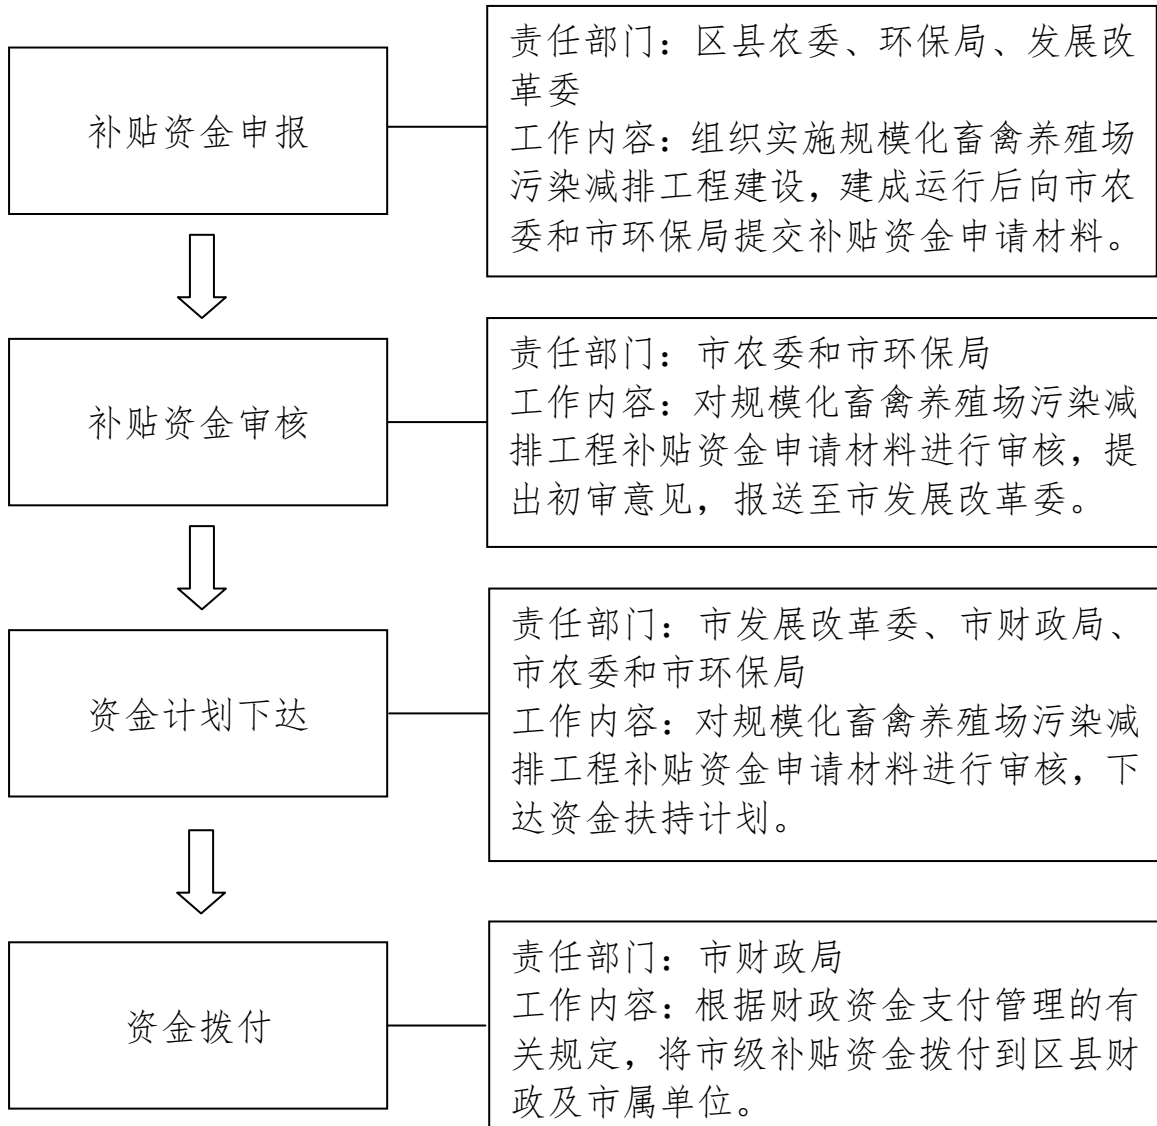 补贴资金申报
责任部门：区县农委、环保局、发展改
革委
工作内容：组织实施规模化畜禽养殖场
污染减排工程建设，建成运行后向市农
委和市环保局提交补贴资金申请材料。
补贴资金审核
责任部门：市农委和市环保局
工作内容：对规模化畜禽养殖场污染减
排工程补贴资金申请材料进行审核，提
出初审意见，报送至市发展改革委。
资金计划下达
责任部门：市发展改革委、市财政局、
市农委和市环保局
工作内容：对规模化畜禽养殖场污染减
排工程补贴资金申请材料进行审核，下
达资金扶持计划。
资金拨付
责任部门：市财政局
工作内容：根据财政资金支付管理的有
关规定，将市级补贴资金拨付到区县财
政及市属单位。